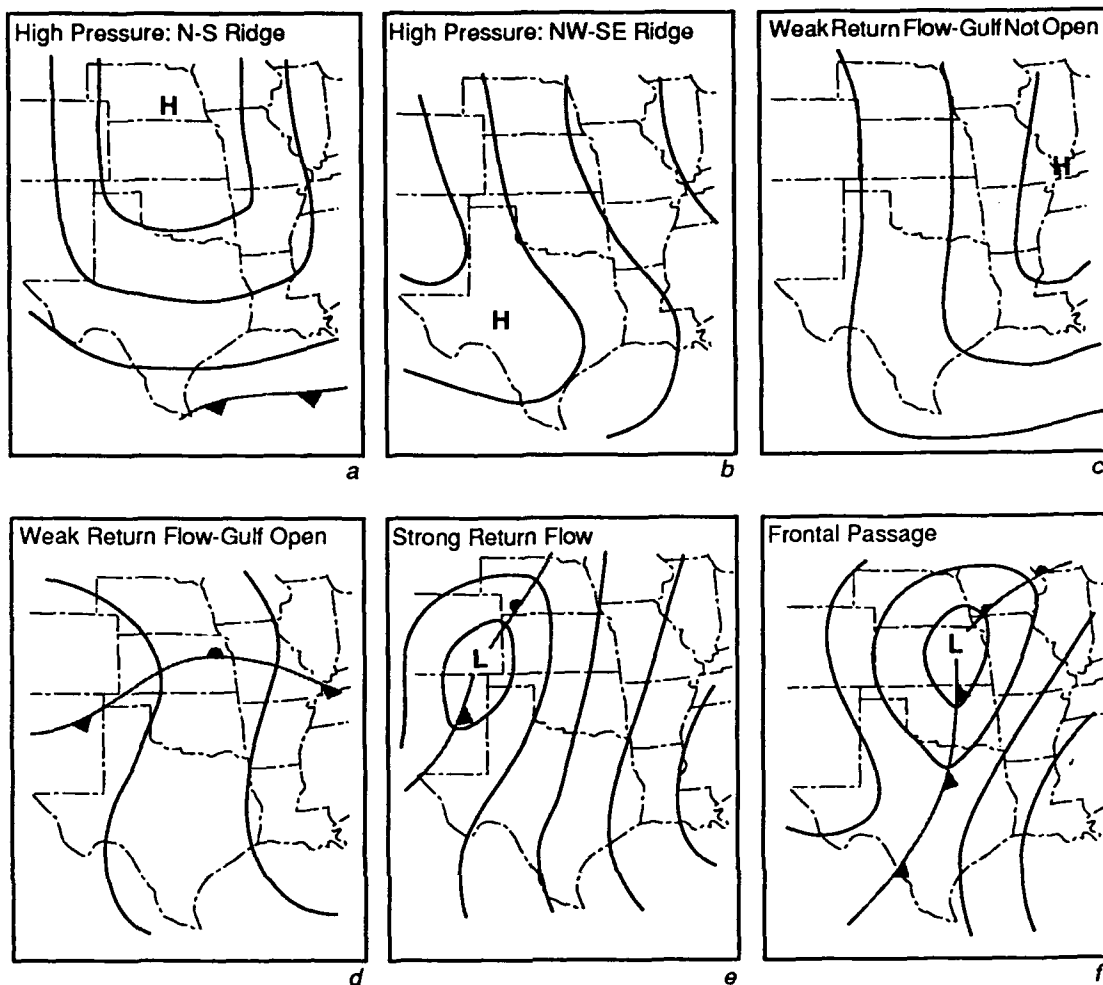 High Pressure: N-S Ridge
H
a
High Pressure: NW-SE Ridge
H
b
Weak Return Flow-Gulf Not Open
H
c
Weak Return Flow-Gulf Open
d
Strong Return Flow
L
e
Frontal Passage
L
f